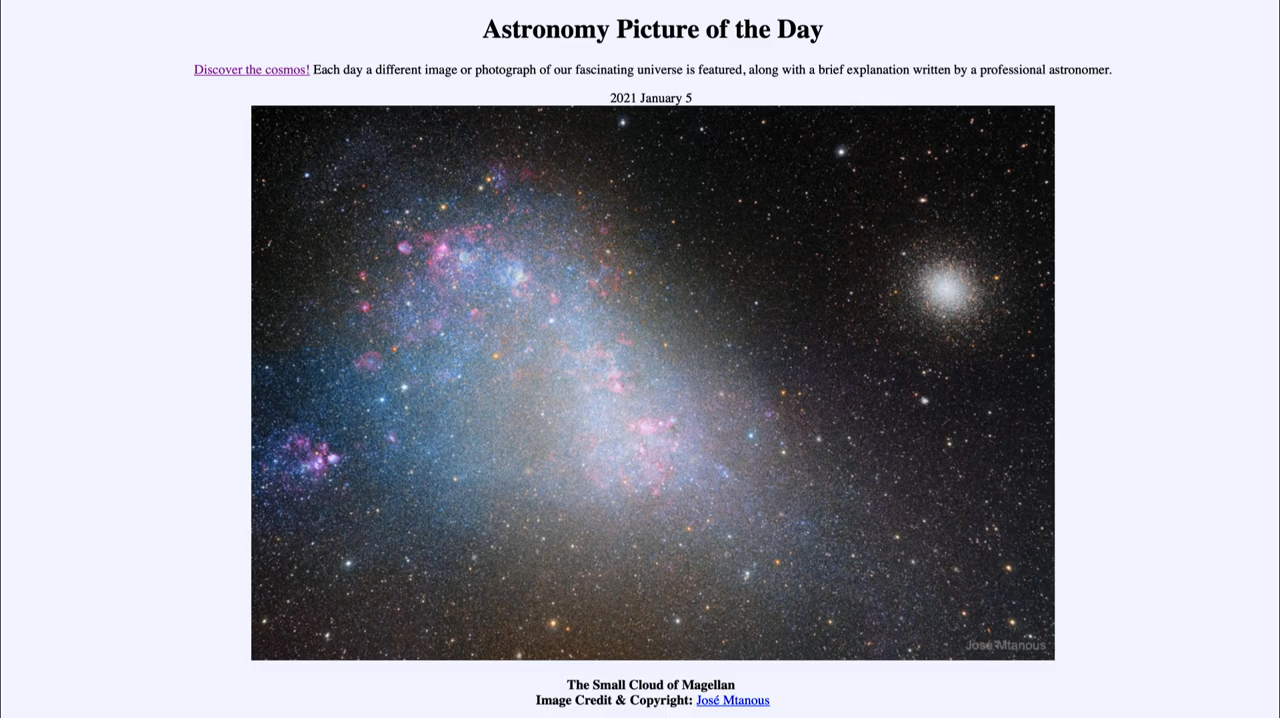 Astronomy Picture of the Day
Discover the cosmos! Each day a different image or photograph of our fascinating universe is featured, along with a brief explanation written by a professional astronomer.
2021 January 5
José Mtanous
The Small Cloud of Magellan
Image Credit & Copyright: José Mtanous